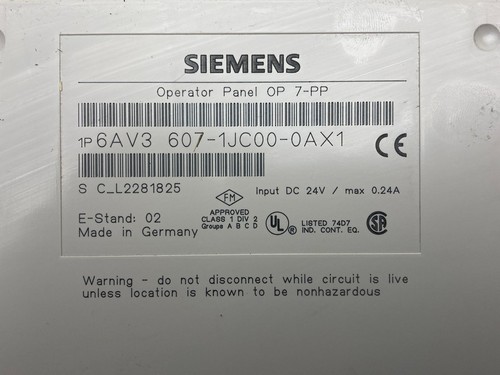 SIEMENS
Operator Panel OP 7-PP
1P 6AV3 607-1JC00-0AX1
CE
S C_L2281825
FM
Input DC 24V / max 0.24A
E-Stand: 02
Made in Germany
APPROVED
CLASS 1 DIV 2
Groupe A B C D
UL
LISTED 74D7
IND. CONT. EQ.
SA
Warning - do not disconnect while circuit is live
unless location is known to be nonhazardous